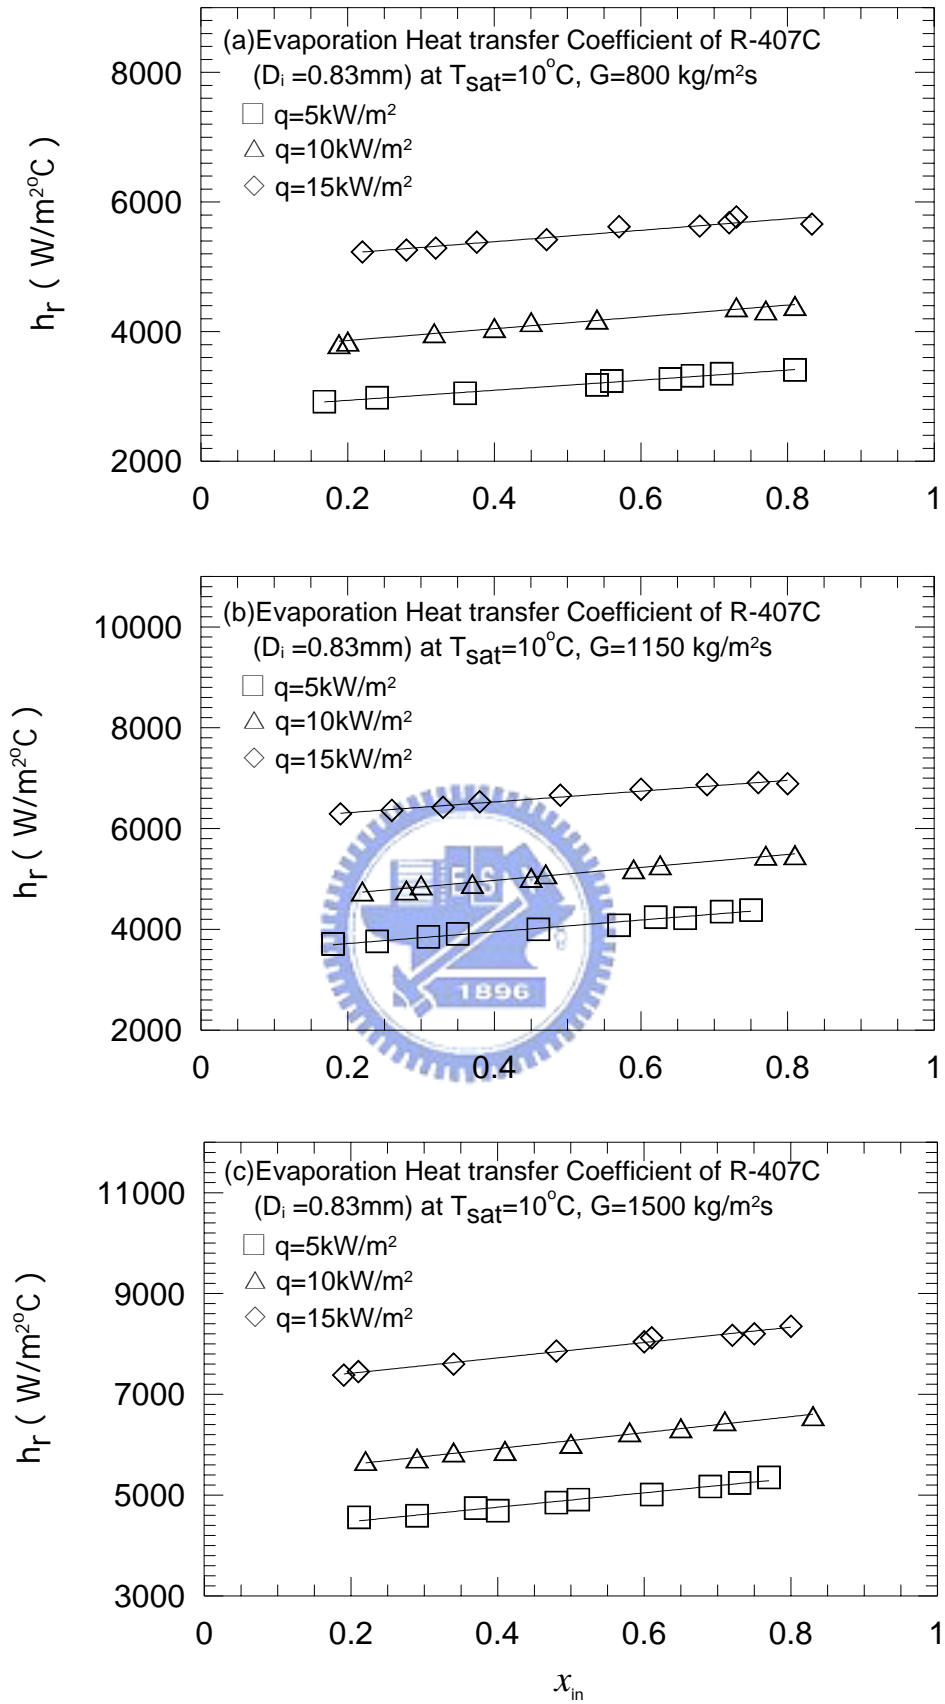 (a)Evaporation Heat transfer Coefficient of R-407C
(Dᵢ =0.83mm) at Tsat=10°C, G=800 kg/m²s
q=5kW/m²
q=10kW/m²
q=15kW/m²
8000
6000
4000
2000
hr ( W/m²°C )
0 0.2 0.4 0.6 0.8 1
(b)Evaporation Heat transfer Coefficient of R-407C
(Dᵢ =0.83mm) at Tsat=10°C, G=1150 kg/m²s
q=5kW/m²
q=10kW/m²
q=15kW/m²
10000
8000
6000
4000
2000
hr ( W/m²°C )
ES
1896
0 0.2 0.4 0.6 0.8 1
(c)Evaporation Heat transfer Coefficient of R-407C
(Dᵢ =0.83mm) at Tsat=10°C, G=1500 kg/m²s
q=5kW/m²
q=10kW/m²
q=15kW/m²
11000
9000
7000
5000
3000
hr ( W/m²°C )
0 0.2 0.4 0.6 0.8 1
xin